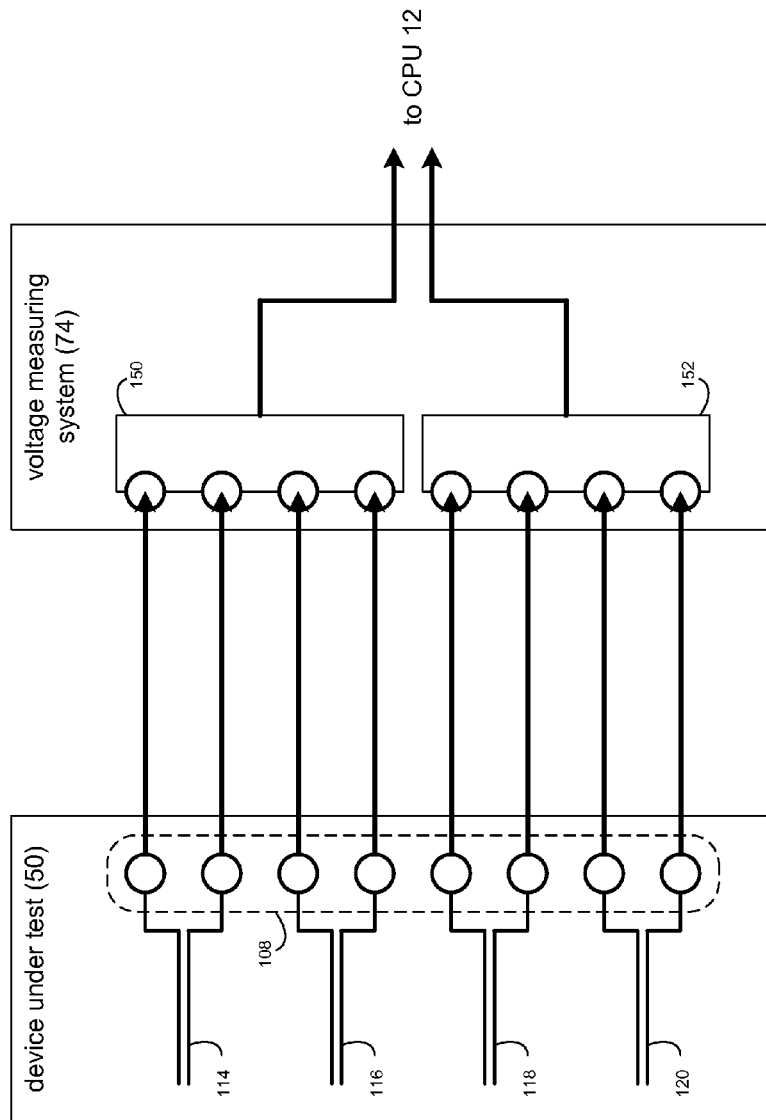 device under test (50)
114
116
118
120
108
voltage measuring
system (74)
150
152
to CPU 12